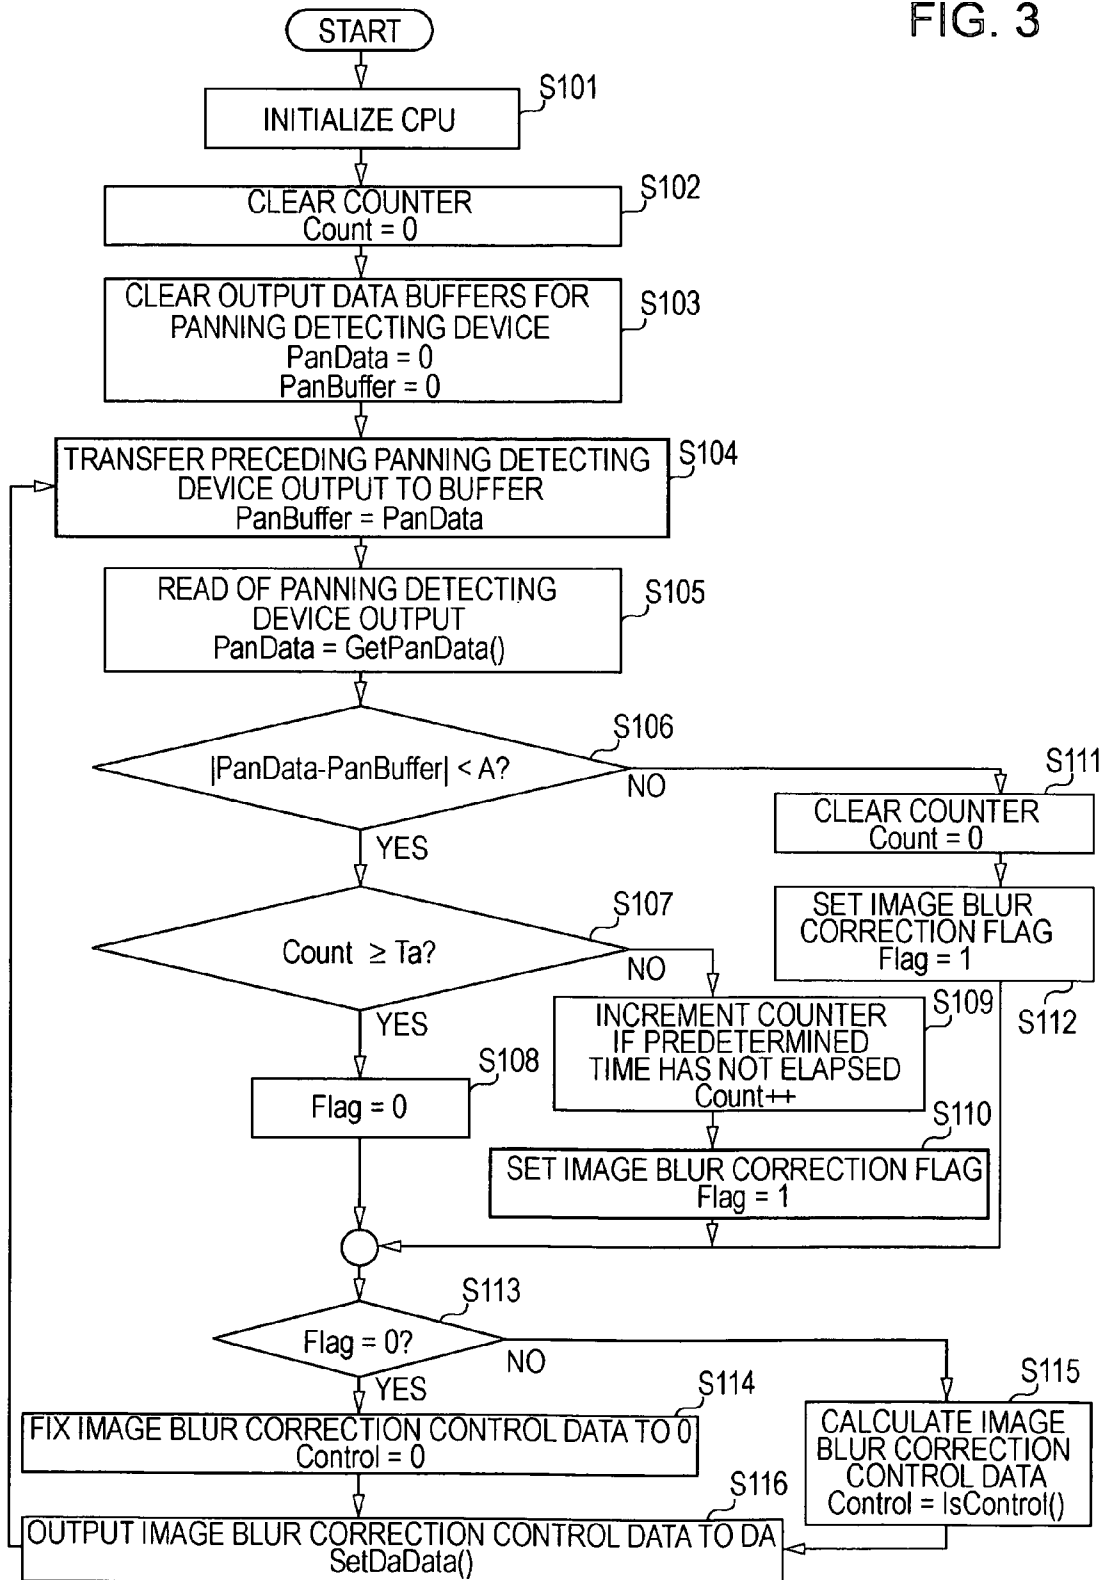 FIG. 3
START
S101
INITIALIZE CPU
S102
CLEAR COUNTER
Count = 0
S103
CLEAR OUTPUT DATA BUFFERS FOR
PANNING DETECTING DEVICE
PanData = 0
PanBuffer = 0
S104
TRANSFER PRECEDING PANNING DETECTING
DEVICE OUTPUT TO BUFFER
PanBuffer = PanData
S105
READ OF PANNING DETECTING
DEVICE OUTPUT
PanData = GetPanData()
S106
|PanData-PanBuffer| < A?
NO
YES
S111
CLEAR COUNTER
Count = 0
S107
Count ≥ Ta?
NO
YES
SET IMAGE BLUR
CORRECTION FLAG
Flag = 1
S112
S109
INCREMENT COUNTER
IF PREDETERMINED
TIME HAS NOT ELAPSED
Count++
S108
Flag = 0
S110
SET IMAGE BLUR CORRECTION FLAG
Flag = 1
S113
Flag = 0?
NO
YES
S114
FIX IMAGE BLUR CORRECTION CONTROL DATA TO 0
Control = 0
S115
CALCULATE IMAGE
BLUR CORRECTION
CONTROL DATA
Control = IsControl()
S116
OUTPUT IMAGE BLUR CORRECTION CONTROL DATA TO DA
SetDaData()